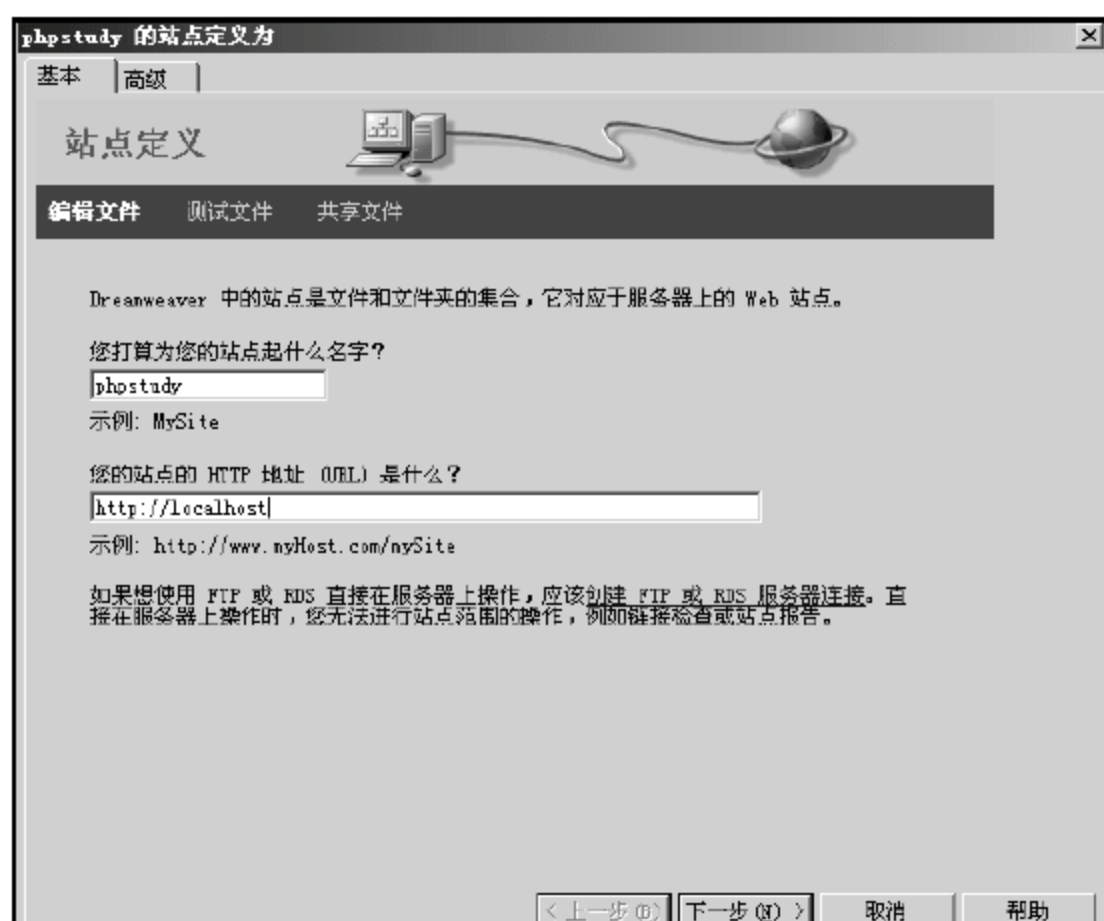 phpstudy 的站点定义为
基本 高级
站点定义
编辑文件 测试文件 共享文件
Dreamweaver 中的站点是文件和文件夹的集合，它对应于服务器上的 Web 站点。
您打算为您的站点起什么名字？
phpstudy
示例: MySite
您的站点的 HTTP 地址 (URL) 是什么？
http://localhost
示例: http://www.myHost.com/mySite
如果想使用 FTP 或 RDS 直接在服务器上操作，应该创建 FTP 或 RDS 服务器连接。直
接在服务器上操作时，您无法进行站点范围的操作，例如链接检查或站点报告。
< 上一步(B) 下一步(N) > 取消 帮助